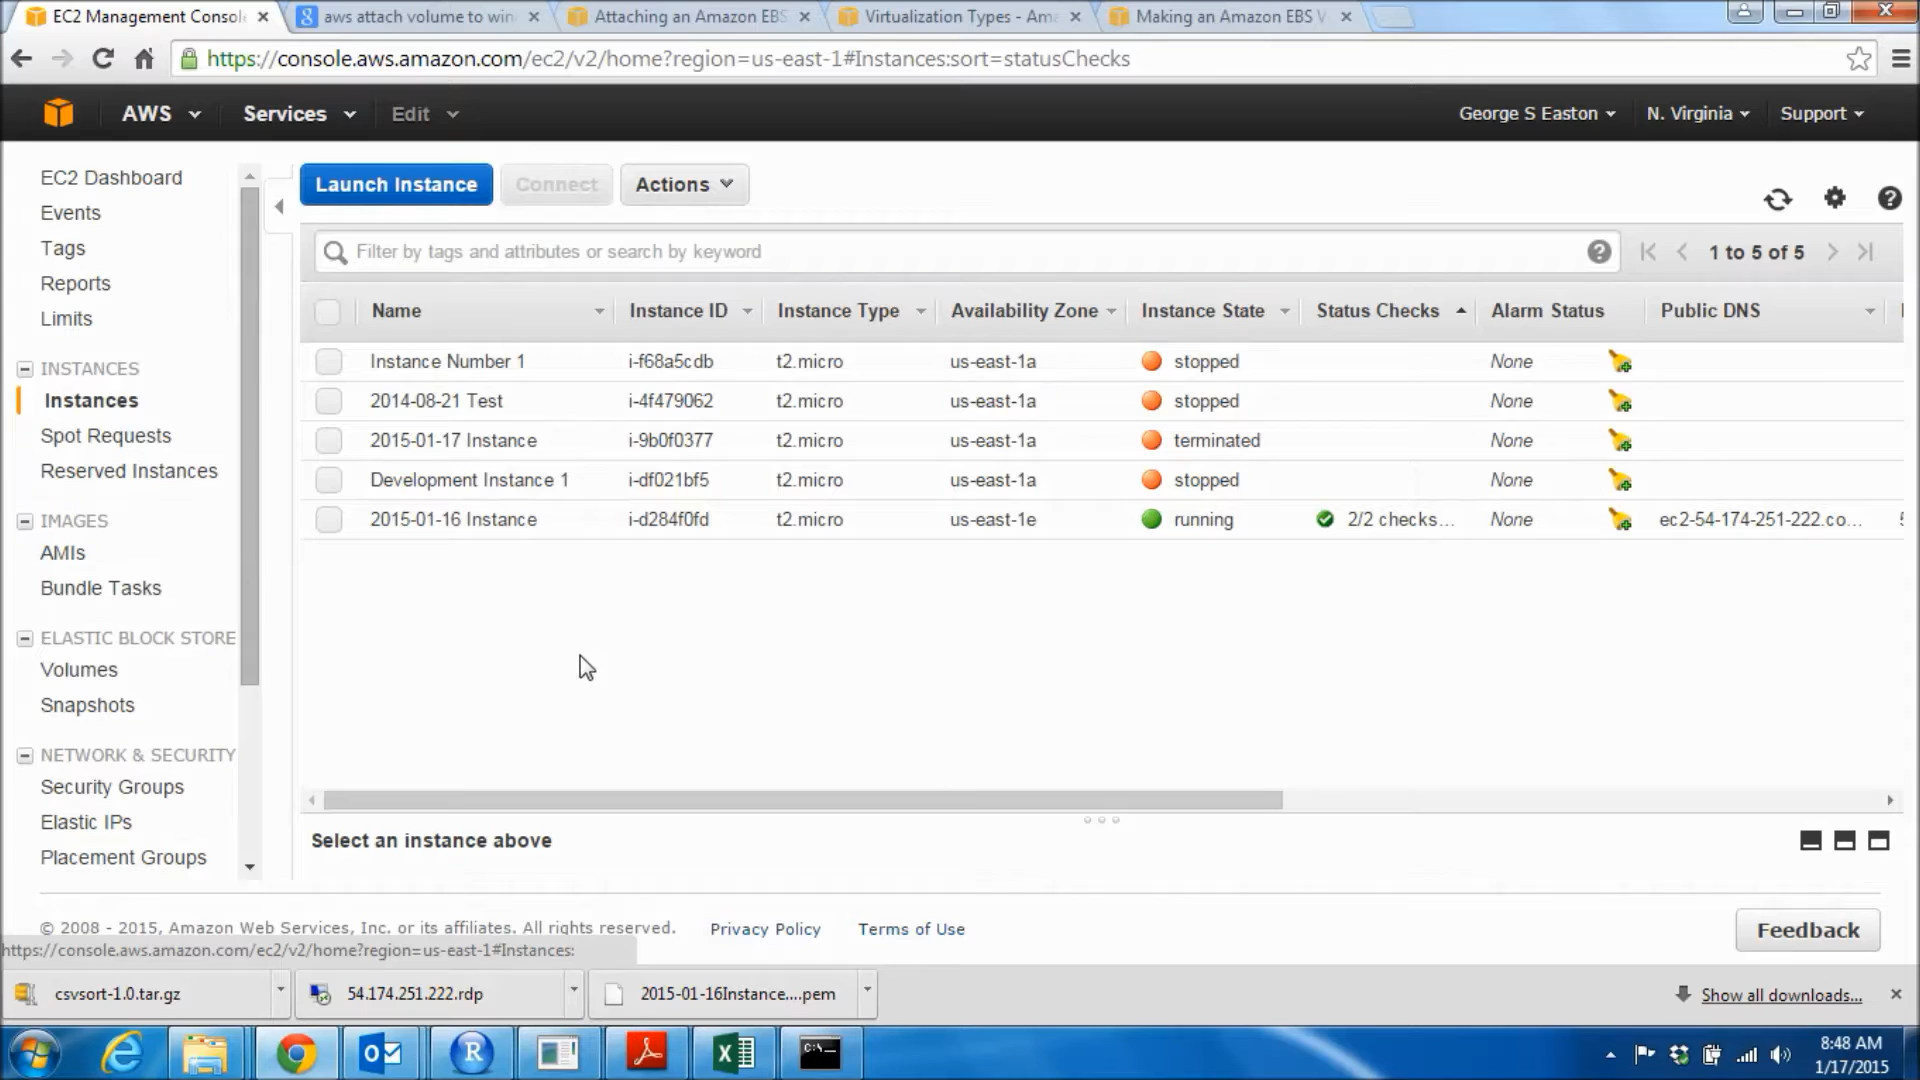 EC2 Management Consol
aws attach volume to win
Attaching an Amazon EBS
Virtualization Types - Ama
Making an Amazon EBS V
https://console.aws.amazon.com/ec2/v2/home?region=us-east-1#Instances:sort=statusChecks
AWS Services Edit George S Easton N. Virginia Support
EC2 Dashboard
Events
Tags
Reports
Limits
INSTANCES
Instances
Spot Requests
Reserved Instances
IMAGES
AMIs
Bundle Tasks
ELASTIC BLOCK STORE
Volumes
Snapshots
NETWORK & SECURITY
Security Groups
Elastic IPs
Placement Groups
Launch Instance Connect Actions
Filter by tags and attributes or search by keyword
1 to 5 of 5
Name Instance ID Instance Type Availability Zone Instance State Status Checks Alarm Status Public DNS
Instance Number 1 i-f68a5cdb t2.micro us-east-1a stopped None
2014-08-21 Test i-4f479062 t2.micro us-east-1a stopped None
2015-01-17 Instance i-9b0f0377 t2.micro us-east-1a terminated None
Development Instance 1 i-df021bf5 t2.micro us-east-1a stopped None
2015-01-16 Instance i-d284f0fd t2.micro us-east-1e running 2/2 checks... None ec2-54-174-251-222.co...
Select an instance above
© 2008 - 2015, Amazon Web Services, Inc. or its affiliates. All rights reserved. Privacy Policy Terms of Use
Feedback
https://console.aws.amazon.com/ec2/v2/home?region=us-east-1#Instances:
csvsort-1.0.tar.gz
54.174.251.222.rdp
2015-01-16Instance....pem
Show all downloads...
8:48 AM
1/17/2015